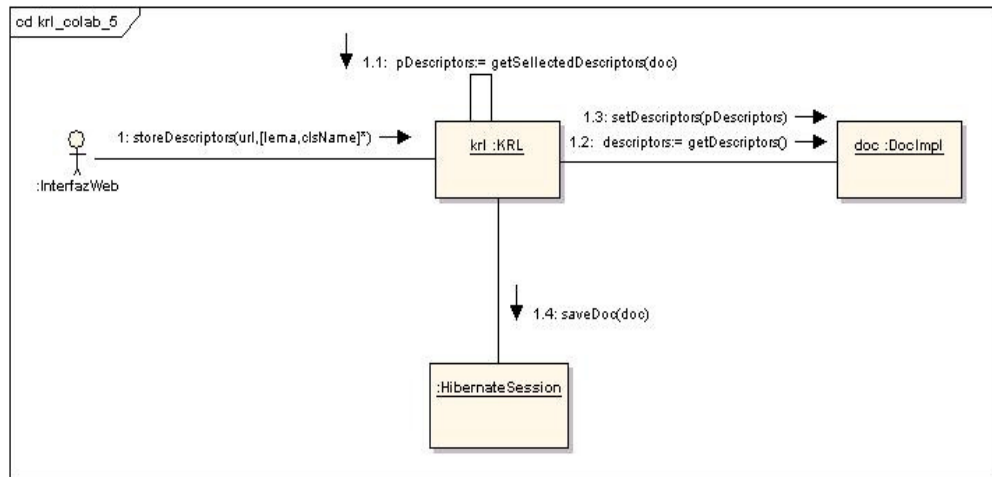 cd krl_colab_5
1.1: pDescriptors:= getSellectedDescriptors(doc)
1: storeDescriptors(url,[lema,clsName]*)
:InterfazWeb
krl :KRL
1.3: setDescriptors(pDescriptors)
1.2: descriptors:= getDescriptors()
doc :DocImpl
1.4: saveDoc(doc)
:HibernateSession